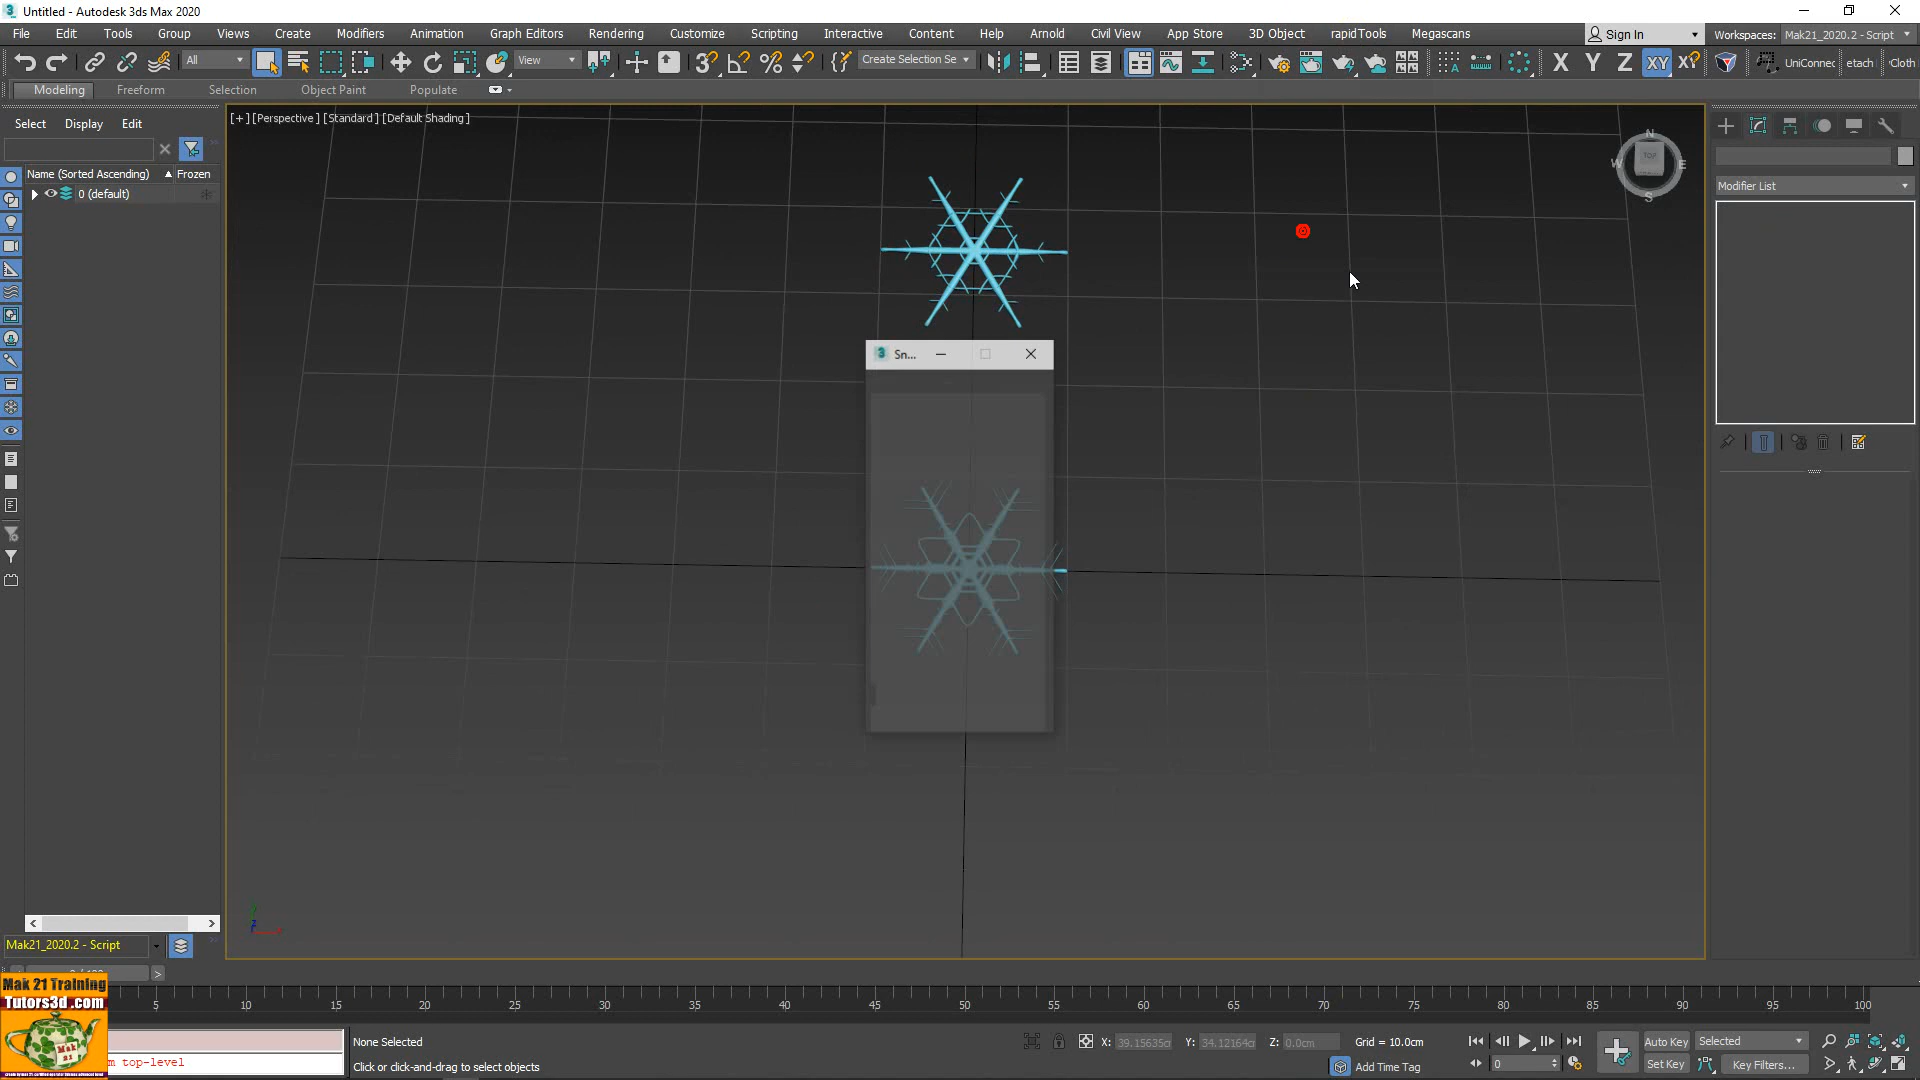 Untitled - Autodesk 3ds Max 2020
File Edit Tools Group Views Create Modifiers Animation Graph Editors Rendering Customize Scripting Interactive Content Help Arnold Civil View App Store 3D Object rapidTools Megascans Sign In Workspaces: Mak21_2020.2 - Script
All View Create Selection Se X Y Z XY XY UniConnec etach Cloth
Modeling Freeform Selection Object Paint Populate
Select Display Edit
[+] [Perspective] [Standard] [Default Shading]
Name (Sorted Ascending) Frozen
0 (default)
N
W TOP E
S
Modifier List
Sn...
Mak21_2020.2 - Script
Mak 21 Training
Tutors3d .com
Mak
21
5 10 15 20 25 30 35 40 45 50 55 60 65 70 75 80 85 90 95 100
m top-level
None Selected
Click or click-and-drag to select objects
X: 39.15635c Y: 34.12164c Z: 0.0cm Grid = 10.0cm
Add Time Tag
0
Auto Key Selected
Set Key Key Filters...